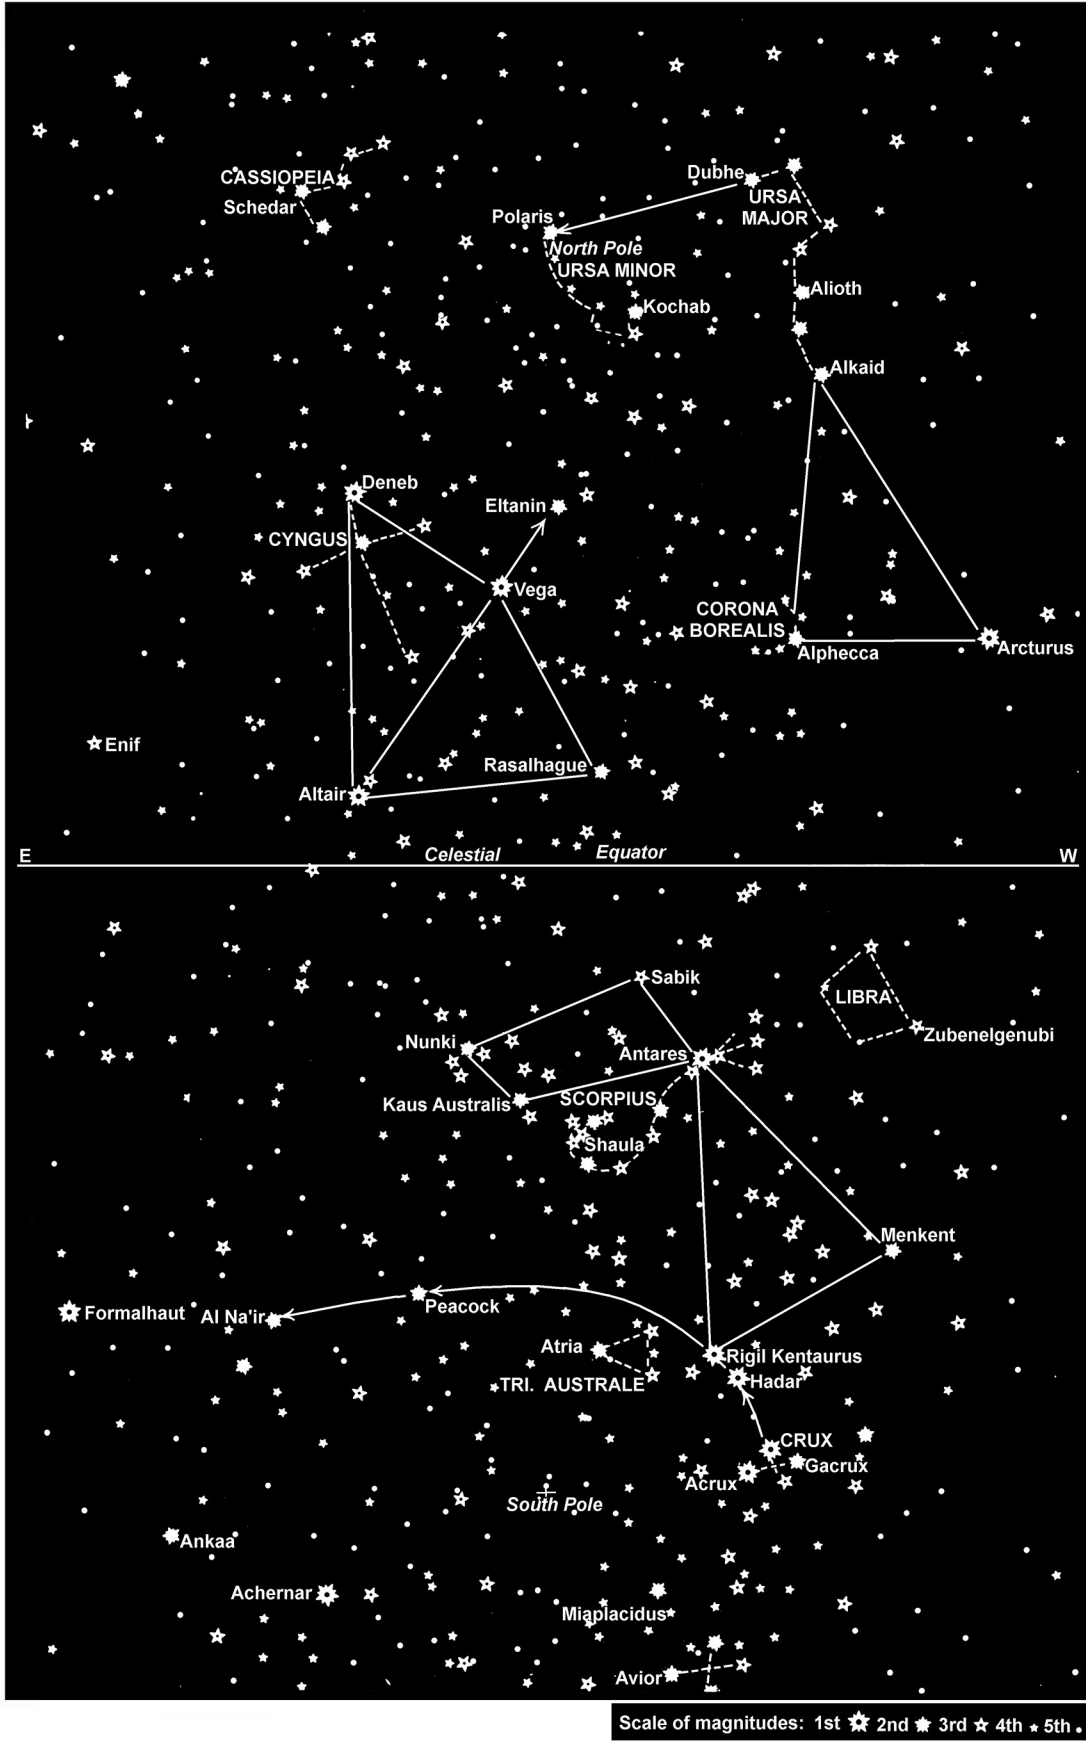 CASSIOPEIA
Schedar
Dubhe
URSA
MAJOR
Polaris
North Pole
URSA MINOR
Kochab
Alioth
Alkaid
Deneb
Eltanin
CYNGUS
Vega
CORONA
BOREALIS
Alphecca
Arcturus
Enif
Rasalhague
Altair
E
Celestial
Equator
W
Sabik
LIBRA
Zubenelgenubi
Nunki
Antares
Kaus Australis
SCORPIUS
Shaula
Menkent
Formalhaut
Al Na'ir
Peacock
Atria
Rigil Kentaurus
TRI. AUSTRALE
Hadar
CRUX
Gacrux
Acrux
South Pole
Ankaa
Achernar
Miaplacidus
Avior
Scale of magnitudes: 1st 2nd 3rd 4th 5th